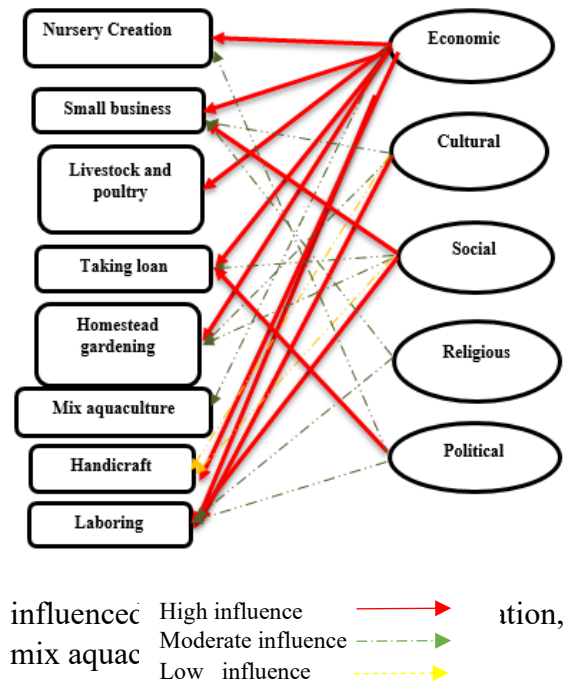 Nursery Creation
Economic
Small business
Cultural
Livestock and
poultry
Social
Taking loan
Homestead
gardening
Religious
Mix aquaculture
Political
Handicraft
Laboring
influenced
ation,
mix aquac
High influence
Moderate influence
Low influence